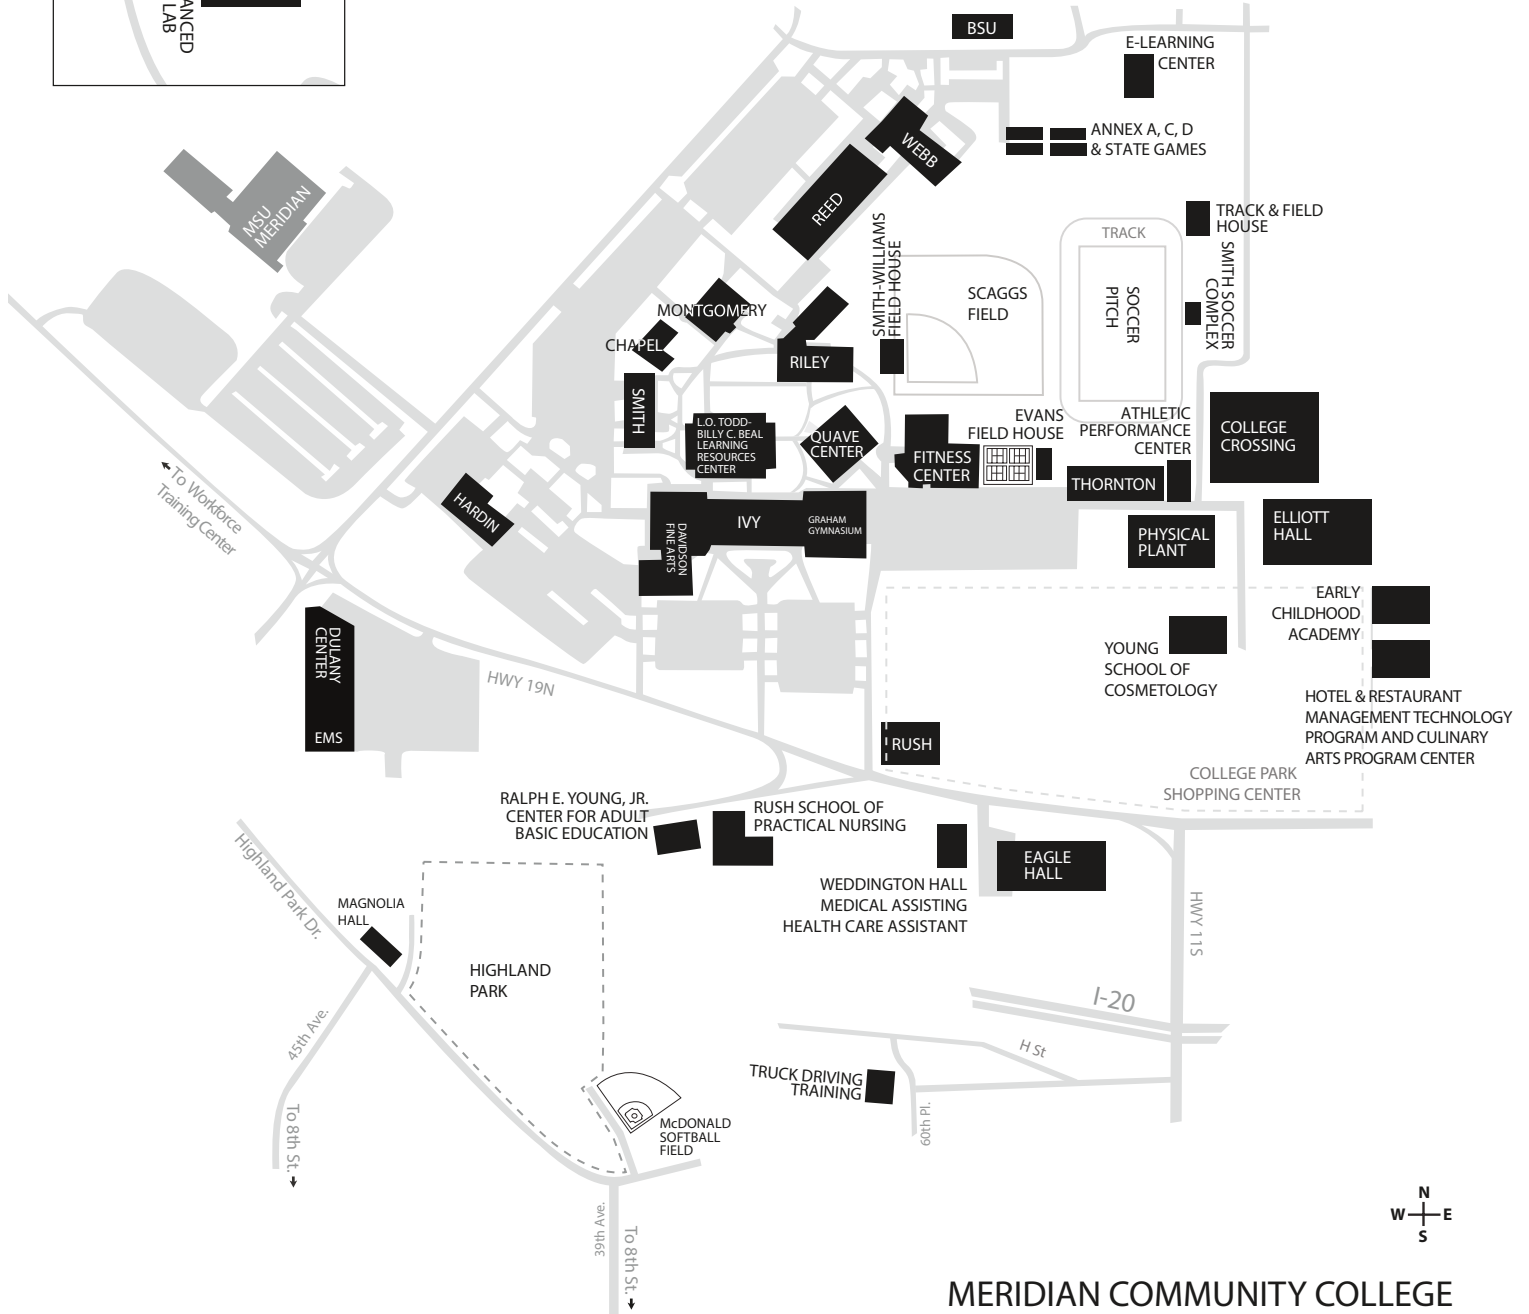 ANCED
LAB
BSU
E-LEARNING
CENTER
WEBB
ANNEX A, C, D
& STATE GAMES
REED
MSU
MERIDIAN
TRACK & FIELD
HOUSE
TRACK
SMITH-WILLIAMS
FIELD HOUSE
SCAGGS
FIELD
SOCCER
PITCH
SMITH SOCCER
COMPLEX
MONTGOMERY
CHAPEL
RILEY
SMITH
L.O. TODD-
BILLY C. BEAL
LEARNING
RESOURCES
CENTER
QUAVE
CENTER
FITNESS
CENTER
EVANS
FIELD HOUSE
ATHLETIC
PERFORMANCE
CENTER
COLLEGE
CROSSING
THORNTON
To Workforce
Training Center
HARDIN
DAVIDSON
FINE ARTS
IVY
GRAHAM
GYMNASIUM
PHYSICAL
PLANT
ELLIOTT
HALL
EARLY
CHILDHOOD
ACADEMY
DULANY
CENTER
EMS
HWY 19N
YOUNG
SCHOOL OF
COSMETOLOGY
HOTEL & RESTAURANT
MANAGEMENT TECHNOLOGY
PROGRAM AND CULINARY
ARTS PROGRAM CENTER
RUSH
COLLEGE PARK
SHOPPING CENTER
RALPH E. YOUNG, JR.
CENTER FOR ADULT
BASIC EDUCATION
RUSH SCHOOL OF
PRACTICAL NURSING
EAGLE
HALL
WEDDINGTON HALL
MEDICAL ASSISTING
HEALTH CARE ASSISTANT
Highland Park Dr.
MAGNOLIA
HALL
HIGHLAND
PARK
HWY 11S
I-20
45th Ave.
H St
TRUCK DRIVING
TRAINING
60th Pl.
To 8th St.
McDONALD
SOFTBALL
FIELD
39th Ave.
To 8th St.
N
W E
S
MERIDIAN COMMUNITY COLLEGE